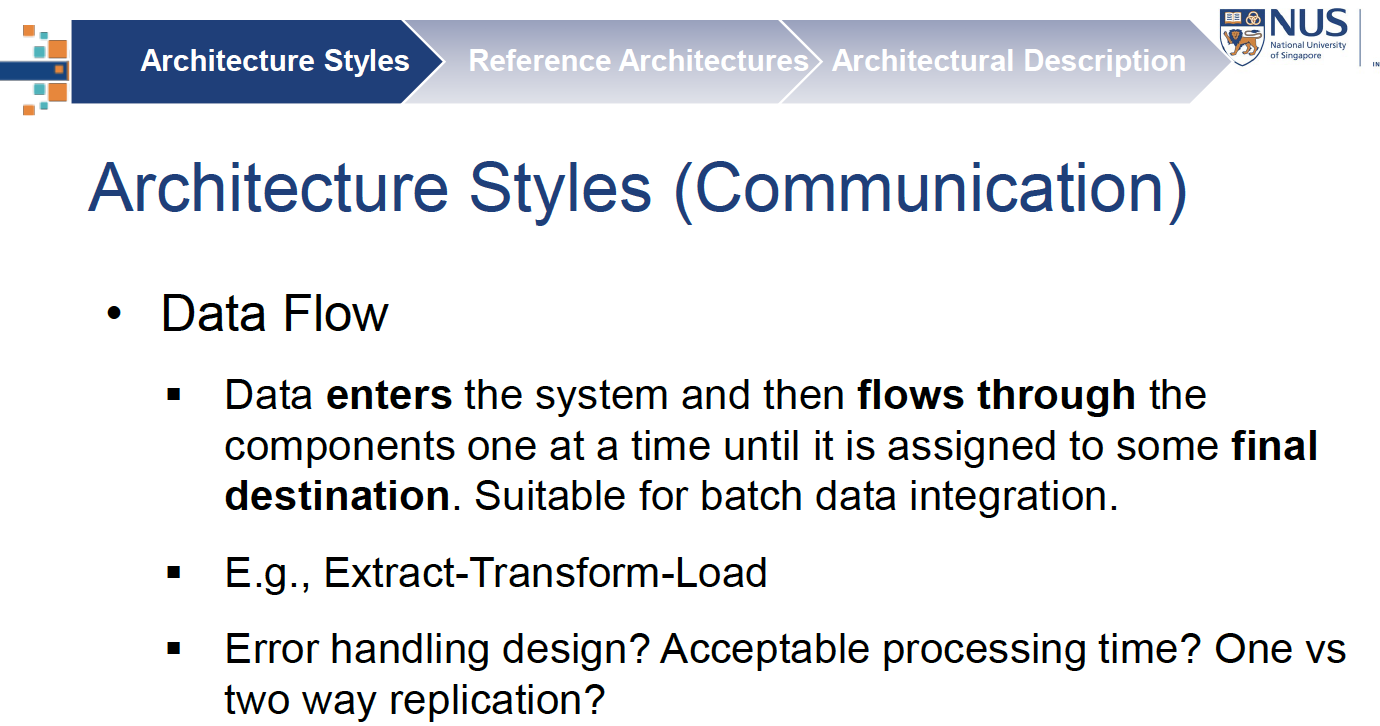 Architecture Styles
Reference Architectures
Architectural Description
NUS
National University
of Singapore
IN
Architecture Styles (Communication)
• Data Flow
▪ Data enters the system and then flows through the
components one at a time until it is assigned to some final
destination. Suitable for batch data integration.
▪ E.g., Extract-Transform-Load
▪ Error handling design? Acceptable processing time? One vs
two way replication?